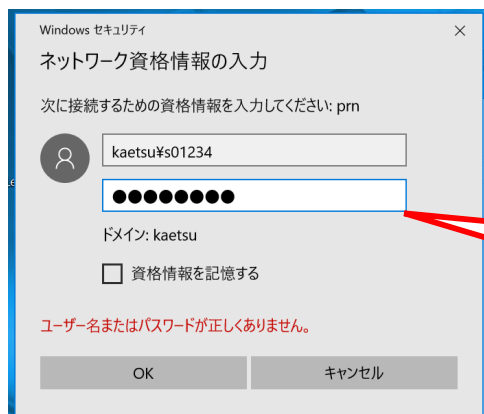 Windows セキュリティ
ネットワーク資格情報の入力
次に接続するための資格情報を入力してください: prn
kaetsu¥s01234
●●●●●●●●
ドメイン: kaetsu
資格情報を記憶する
ユーザー名またはパスワードが正しくありません。
OK
キャンセル